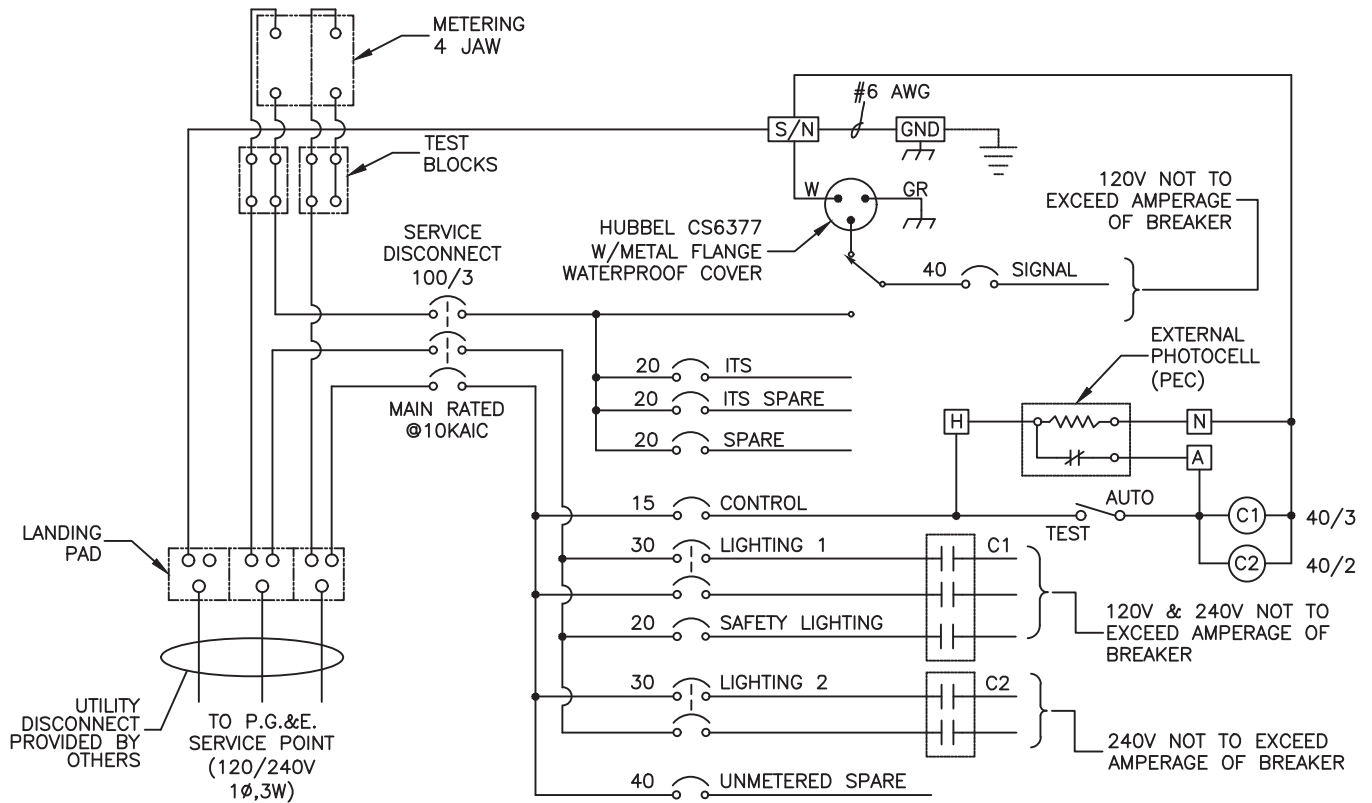 METERING
4 JAW
#6 AWG
S/N
GND
TEST
BLOCKS
W
GR
120V NOT TO
EXCEED AMPERAGE
OF BREAKER
HUBBEL CS6377
W/METAL FLANGE
WATERPROOF COVER
SERVICE
DISCONNECT
100/3
40 SIGNAL
EXTERNAL
PHOTOCELL
(PEC)
20 ITS
20 ITS SPARE
20 SPARE
MAIN RATED
@10KAIC
H
N
A
15 CONTROL
AUTO
TEST
C1
40/3
C2
40/2
LANDING
PAD
30 LIGHTING 1
C1
20 SAFETY LIGHTING
120V & 240V NOT TO
EXCEED AMPERAGE OF
BREAKER
30 LIGHTING 2
C2
240V NOT TO EXCEED
AMPERAGE OF BREAKER
40 UNMETERED SPARE
UTILITY
DISCONNECT
PROVIDED BY
OTHERS
TO P.G.&E.
SERVICE POINT
(120/240V
1Ø,3W)